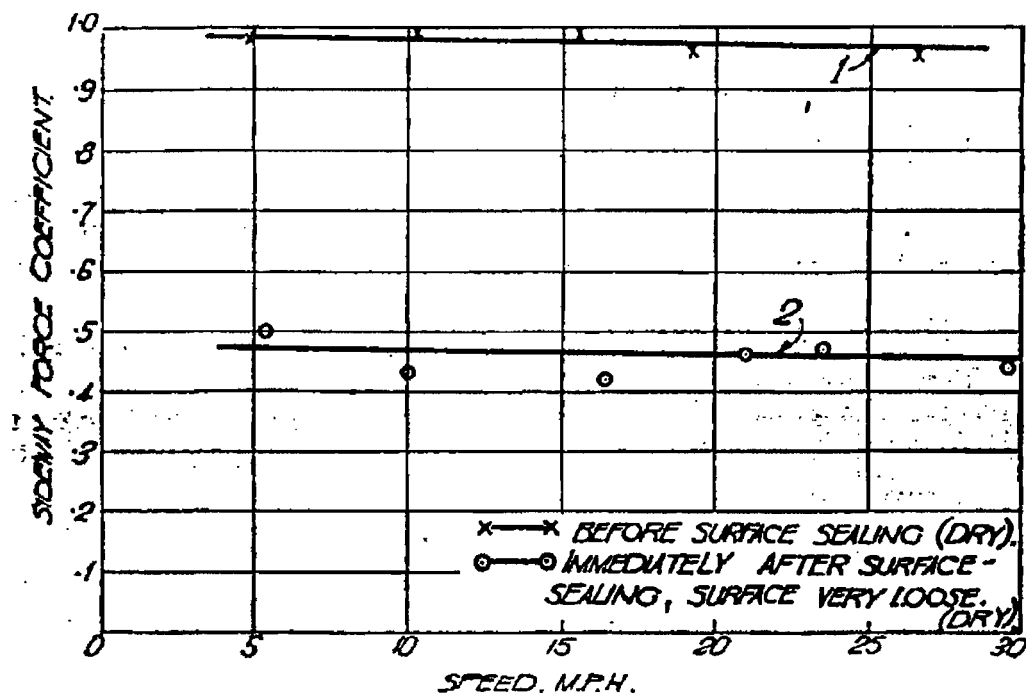 1.0
.9
.8
.7
.6
.5
.4
.3
.2
.1
0
SIDEWAY FORCE COEFFICIENT.
1
2
x—x BEFORE SURFACE SEALING (DRY).
o—o IMMEDIATELY AFTER SURFACE-
SEALING, SURFACE VERY LOOSE.
(DRY)
0 5 10 15 20 25 30
SPEED. M.P.H.